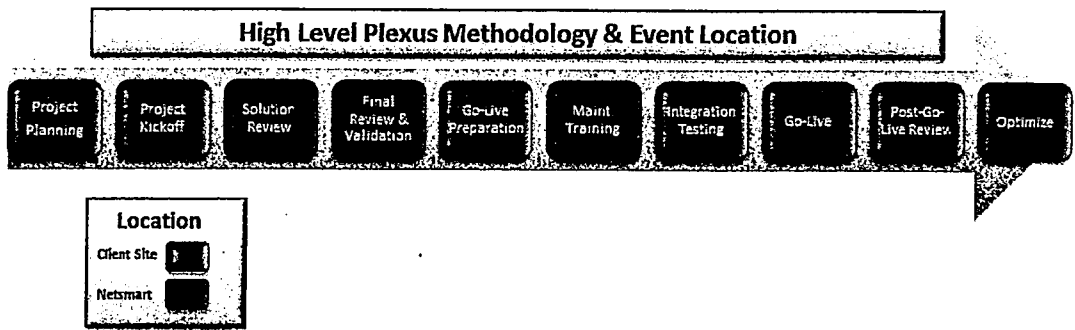 High Level Plexus Methodology & Event Location
Project
Planning
Project
Kickoff
Solution
Review
Final
Review &
Validation
Go-Live
Preparation
Maint
Training
Integration
Testing
Go-Live
Post-Go-
Live Review
Optimize
Location
Client Site
Netsmart